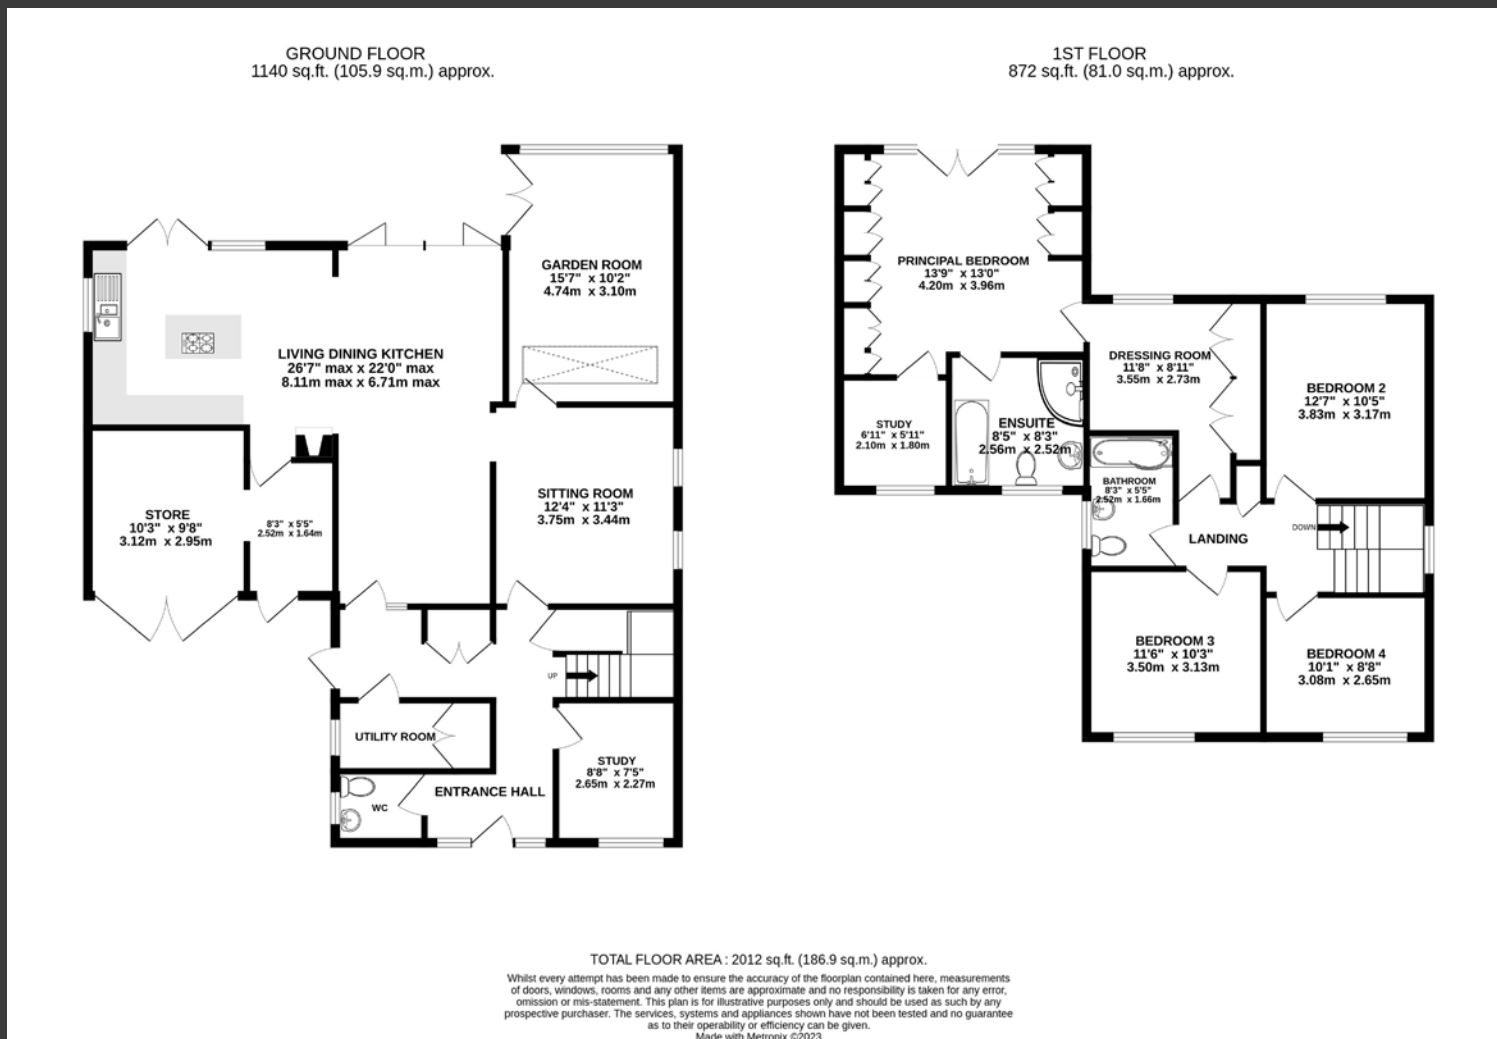 GROUND FLOOR
1140 sq.ft. (105.9 sq.m.) approx.
1ST FLOOR
872 sq.ft. (81.0 sq.m.) approx.
GARDEN ROOM
15'7" x 10'2"
4.74m x 3.10m
LIVING DINING KITCHEN
26'7" max x 22'0" max
8.11m max x 6.71m max
STORE
10'3" x 9'8"
3.12m x 2.95m
8'3" x 5'5"
2.52m x 1.64m
SITTING ROOM
12'4" x 11'3"
3.75m x 3.44m
UP
UTILITY ROOM
STUDY
8'8" x 7'5"
2.65m x 2.27m
ENTRANCE HALL
WC
PRINCIPAL BEDROOM
13'9" x 13'0"
4.20m x 3.96m
DRESSING ROOM
11'8" x 8'11"
3.55m x 2.73m
BEDROOM 2
12'7" x 10'5"
3.83m x 3.17m
STUDY
6'11" x 5'11"
2.10m x 1.80m
ENSUITE
8'5" x 8'3"
2.56m x 2.52m
BATHROOM
8'3" x 5'5"
2.52m x 1.66m
LANDING
DOWN
BEDROOM 3
11'6" x 10'3"
3.50m x 3.13m
BEDROOM 4
10'1" x 8'8"
3.08m x 2.65m
TOTAL FLOOR AREA : 2012 sq.ft. (186.9 sq.m.) approx.
Whilst every attempt has been made to ensure the accuracy of the floorplan contained here, measurements
of doors, windows, rooms and any other items are approximate and no responsibility is taken for any error,
omission or mis-statement. This plan is for illustrative purposes only and should be used as such by any
prospective purchaser. The services, systems and appliances shown have not been tested and no guarantee
as to their operability or efficiency can be given.
Made with Metropix ©2023